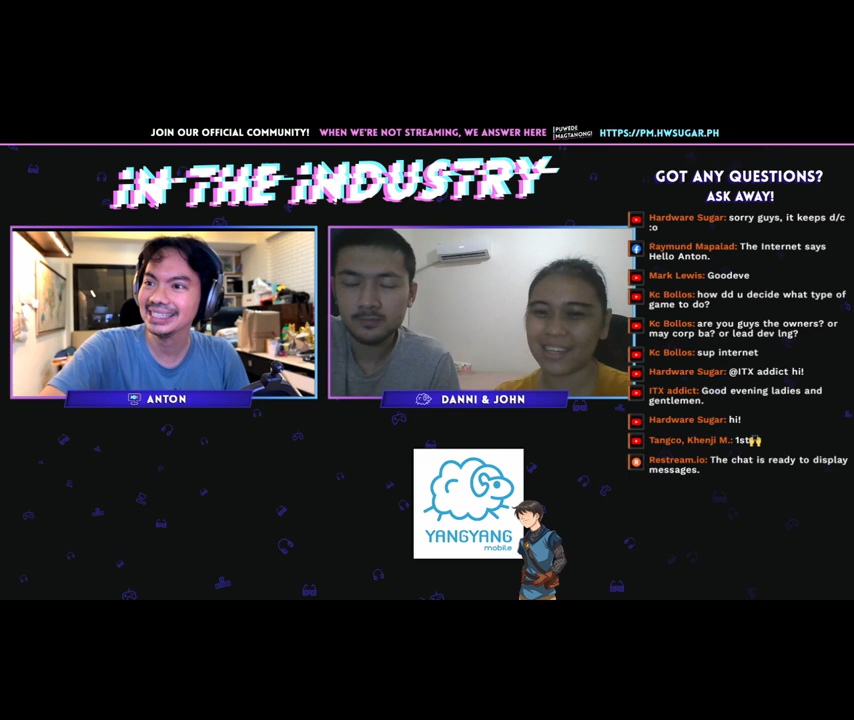 JOIN OUR OFFICIAL COMMUNITY! WHEN WE'RE NOT STREAMING, WE ANSWER HERE PUWEDE MAGTANONG! HTTPS://PM.HWSUGAR.PH
IN THE INDUSTRY
GOT ANY QUESTIONS?
ASK AWAY!
Hardware Sugar: sorry guys, it keeps d/c
:o
Raymund Mapalad: The Internet says
Hello Anton.
Mark Lewis: Goodeve
Kc Bollos: how dd u decide what type of
game to do?
Kc Bollos: are you guys the owners? or
may corp ba? or lead dev lng?
Kc Bollos: sup internet
Hardware Sugar: @ITX addict hi!
ITX addict: Good evening ladies and
gentlemen.
Hardware Sugar: hi!
Tangco, Khenji M.: 1st🙌
Restream.io: The chat is ready to display
messages.
ANTON
DANNI & JOHN
YANGYANG
mobile